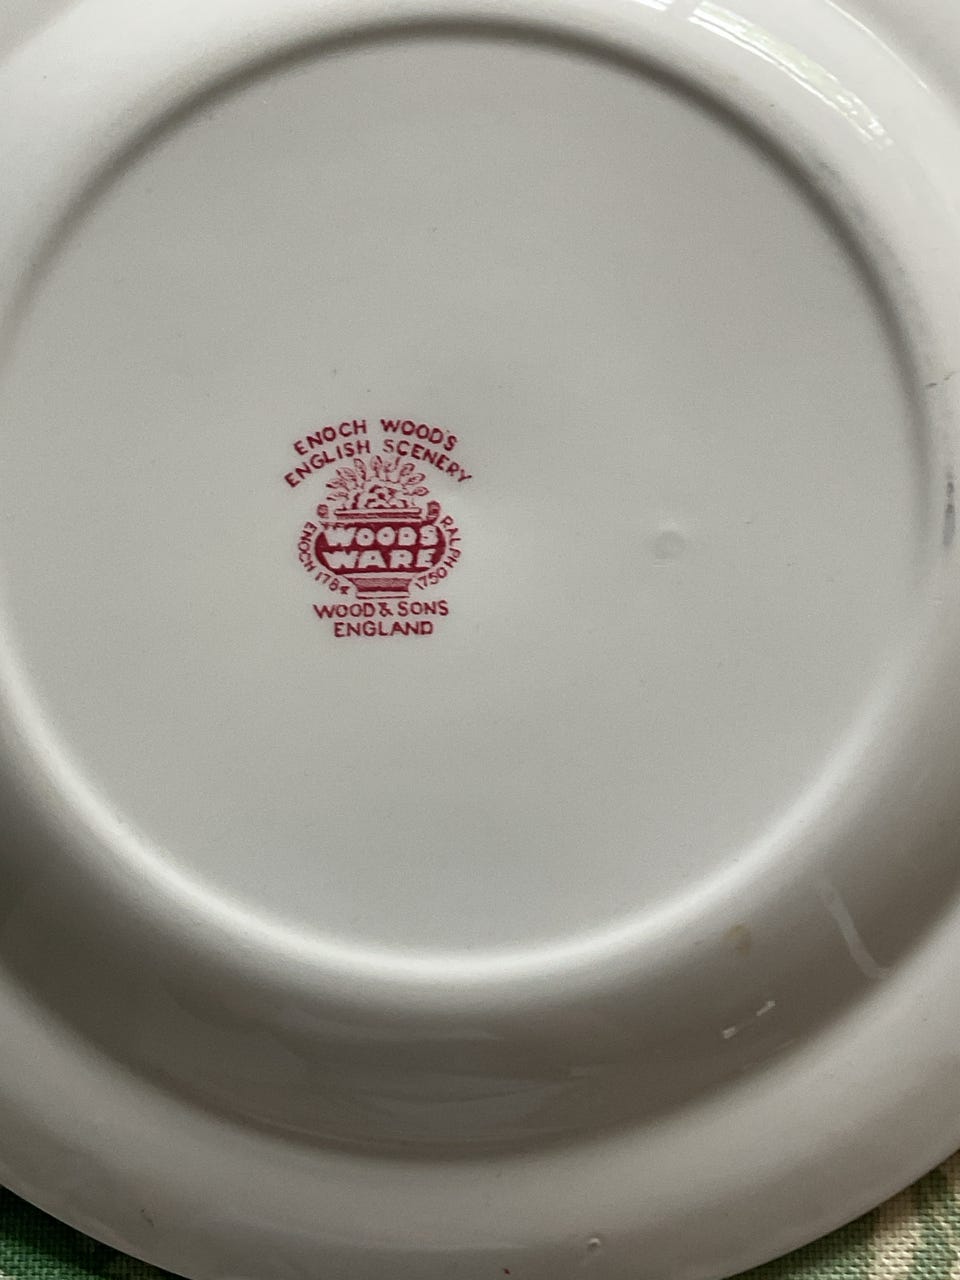 ENOCH WOOD'S
ENGLISH SCENERY
WOODS
WARE
ENOCH 1784
RALPH 1750
WOOD & SONS
ENGLAND